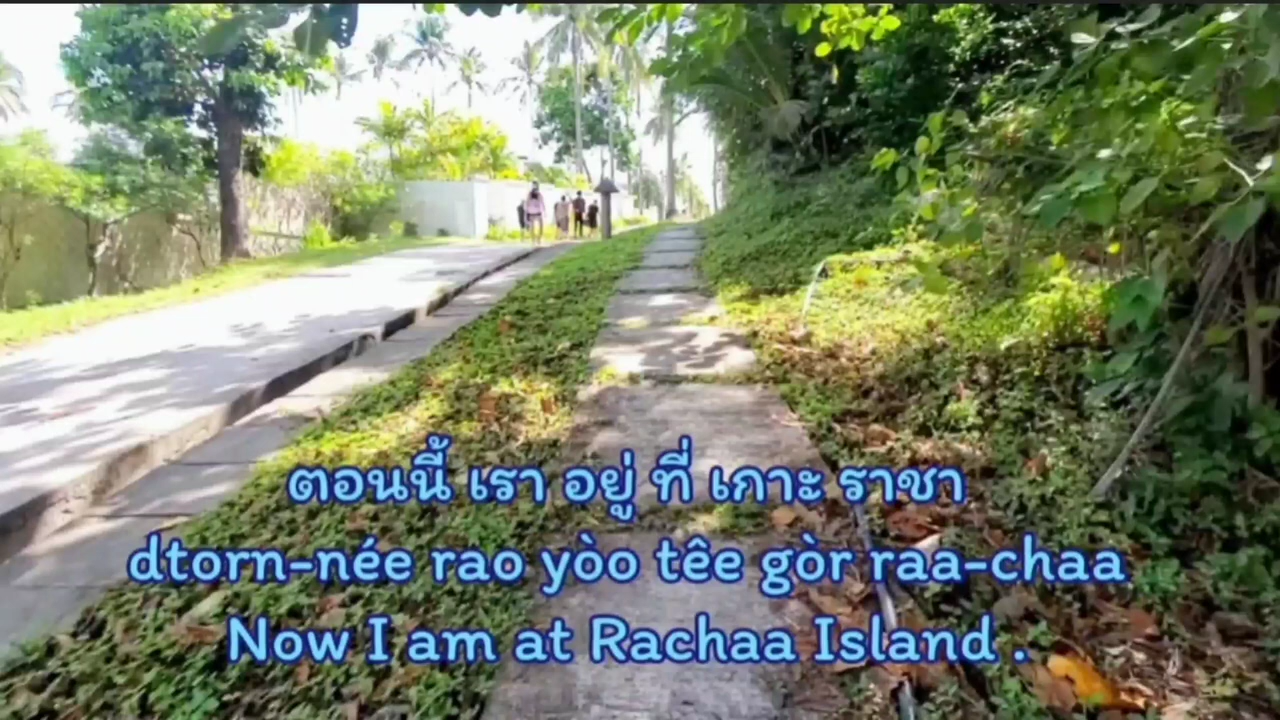 ตอนนี้ เรา อยู่ ที่ เกาะ ราชา
dtorn-née rao yòo têe gòr raa-chaa
Now I am at Rachaa Island .